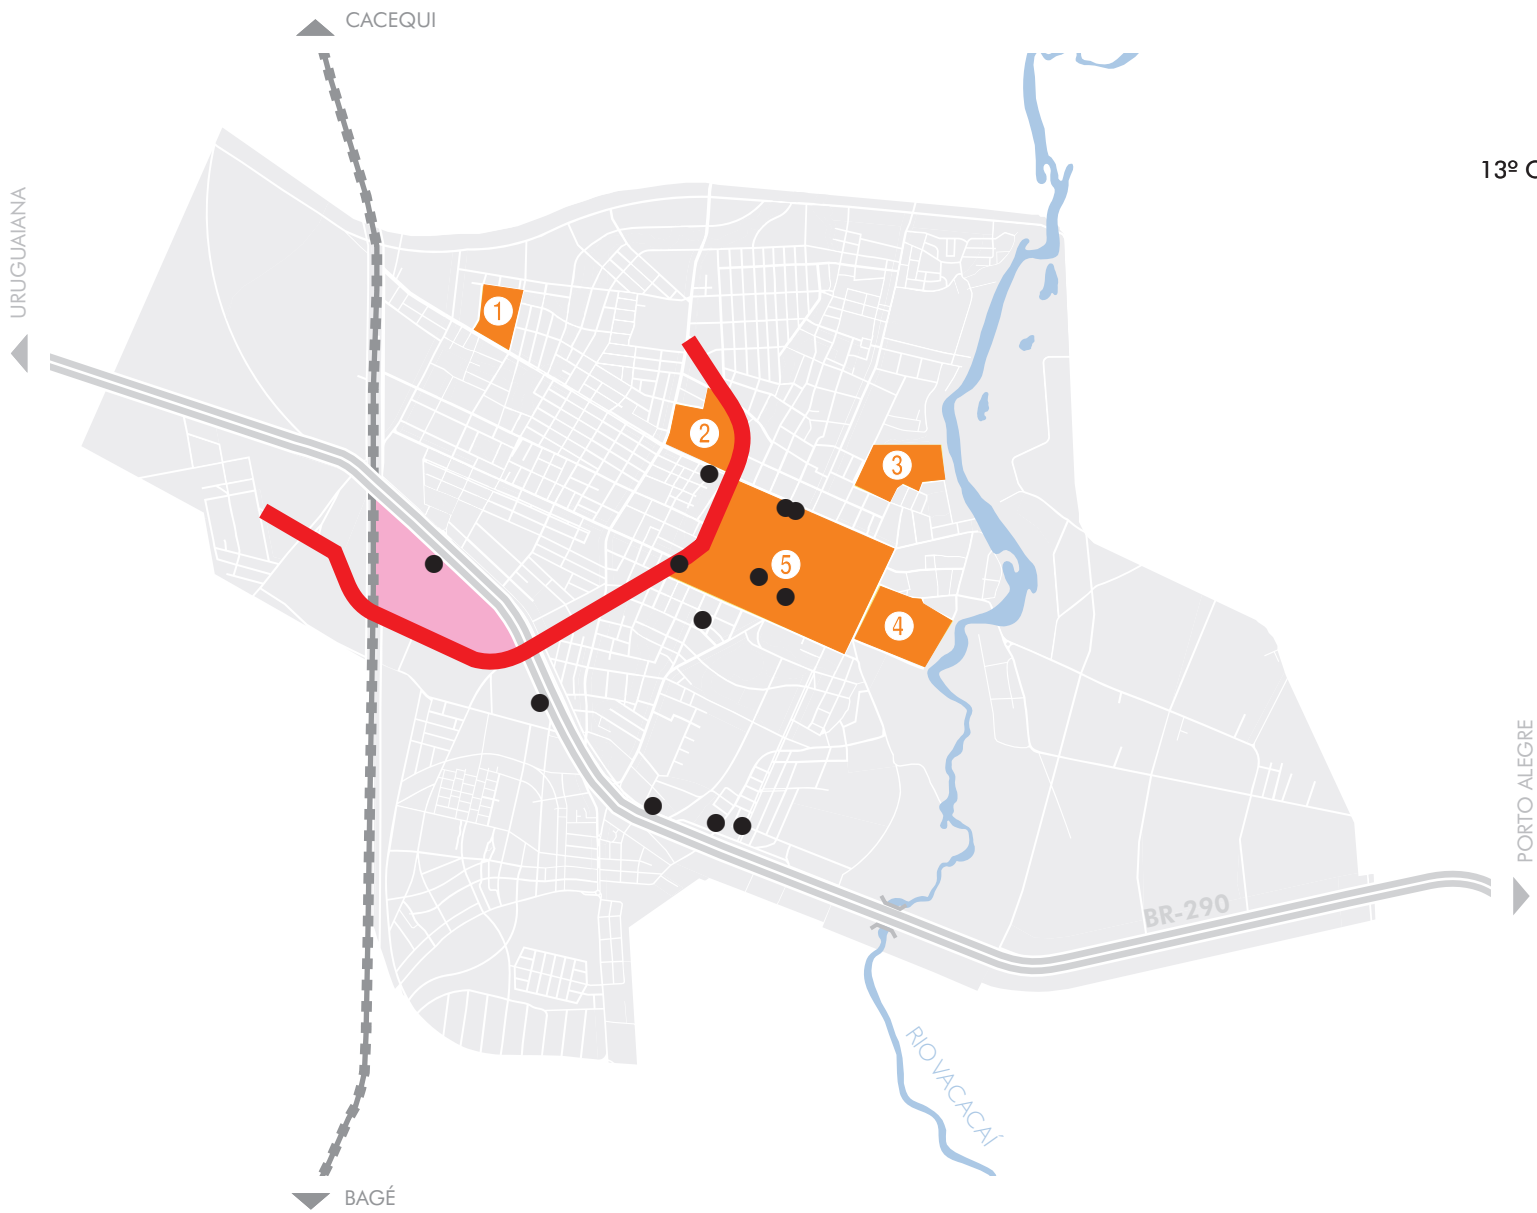 CACEQUI
13º C
URUGUAIANA
1
2
3
5
4
PORTO ALEGRE
BR-290
RIO VACACAÍ
BAGÉ